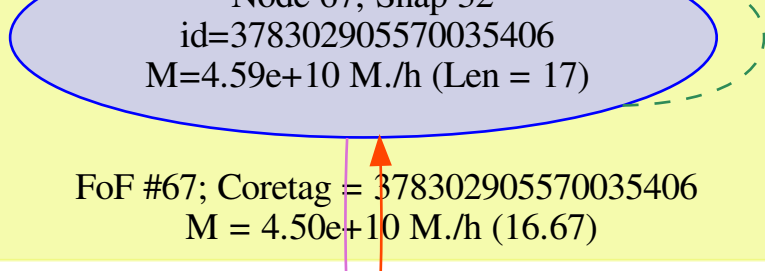 Node 67, Snap 52
id=378302905570035406
M=4.59e+10 M./h (Len = 17)
FoF #67; Coretag = 378302905570035406
M = 4.50e+10 M./h (16.67)